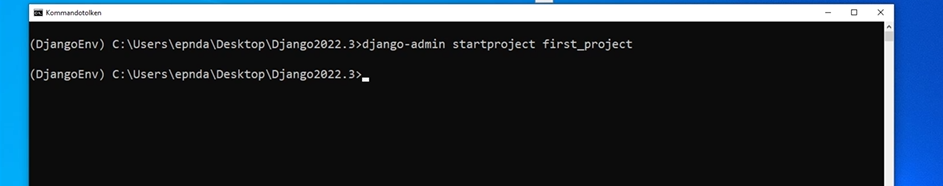 Kommandotolken
(DjangoEnv) C:\Users\epnda\Desktop\Django2022.3>django-admin startproject first_project
(DjangoEnv) C:\Users\epnda\Desktop\Django2022.3>